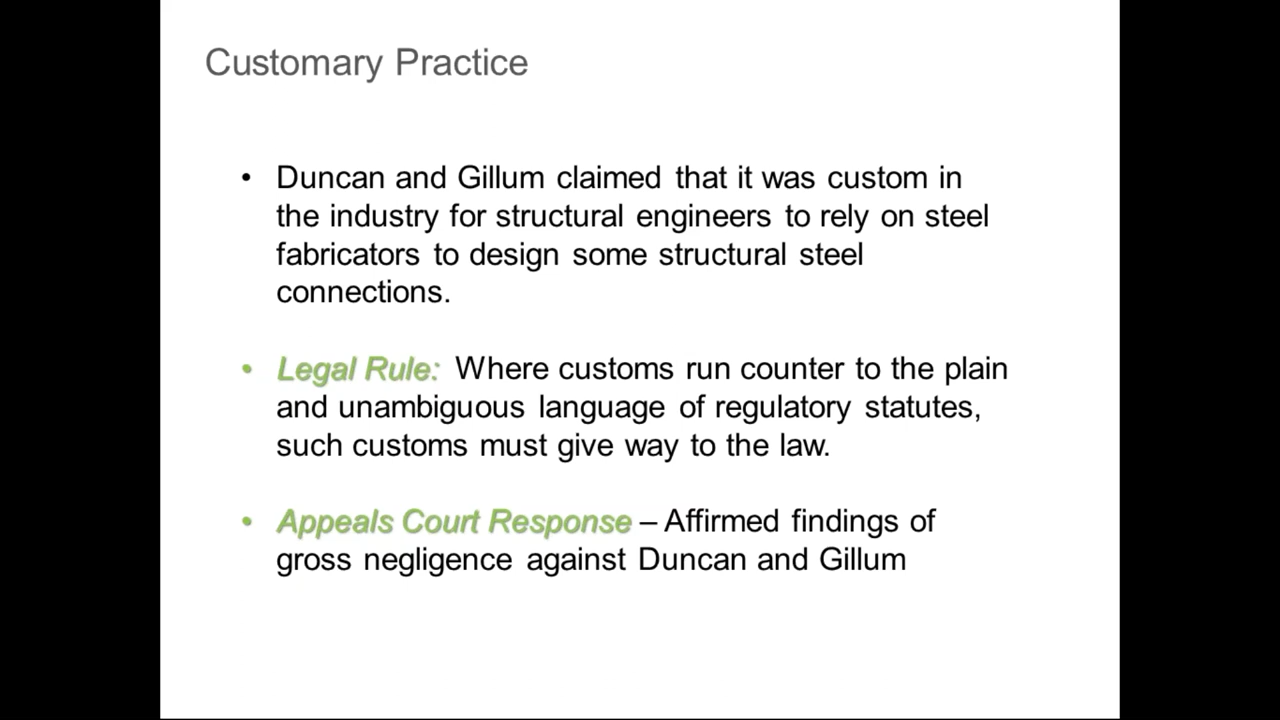 Customary Practice
• Duncan and Gillum claimed that it was custom in
the industry for structural engineers to rely on steel
fabricators to design some structural steel
connections.
• Legal Rule: Where customs run counter to the plain
and unambiguous language of regulatory statutes,
such customs must give way to the law.
• Appeals Court Response – Affirmed findings of
gross negligence against Duncan and Gillum